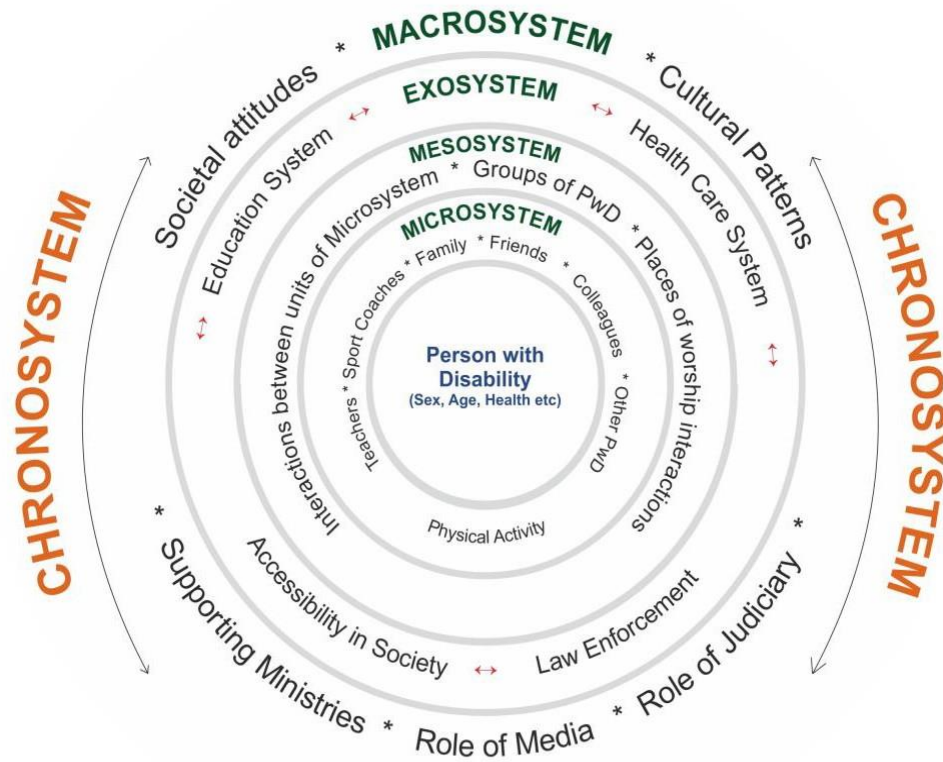 MACROSYSTEM
Societal attitudes * * Cultural Patterns
EXOSYSTEM
Education System ↔ ↔ Health Care System
↔ ↔
MESOSYSTEM
Interactions between units of Microsystem * Groups of PwD * Places of worship interactions
MICROSYSTEM
Teachers * Sport Coaches * Family * Friends * Colleagues * Other PwD
Person with
Disability
(Sex, Age, Health etc)
Physical Activity
Accessibility in Society ↔ Law Enforcement
* Supporting Ministries * Role of Media * Role of Judiciary *
CHRONOSYSTEM
CHRONOSYSTEM